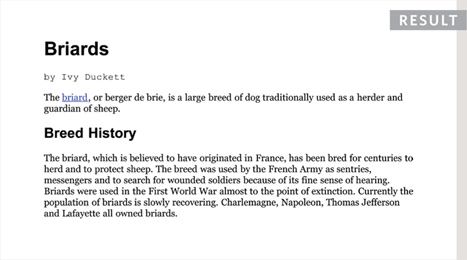 RESULT
Briards
by Ivy Duckett
The briard, or berger de brie, is a large breed of dog traditionally used as a herder and
guardian of sheep.
Breed History
The briard, which is believed to have originated in France, has been bred for centuries to
herd and to protect sheep. The breed was used by the French Army as sentries,
messengers and to search for wounded soldiers because of its fine sense of hearing.
Briards were used in the First World War almost to the point of extinction. Currently the
population of briards is slowly recovering. Charlemagne, Napoleon, Thomas Jefferson
and Lafayette all owned briards.